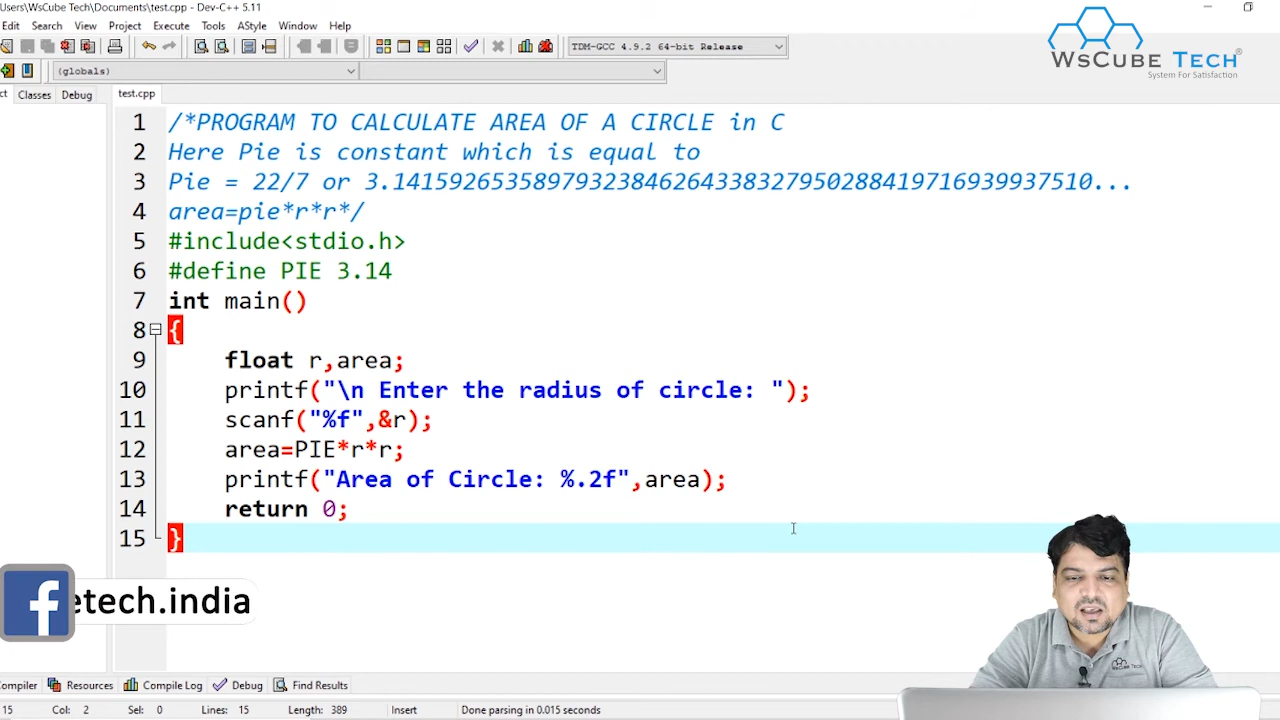 Users\WsCube Tech\Documents\test.cpp - Dev-C++ 5.11
Edit Search View Project Execute Tools AStyle Window Help
TDM-GCC 4.9.2 64-bit Release
(globals)
Classes Debug
test.cpp
WsCube Tech®
System For Satisfaction
1 /*PROGRAM TO CALCULATE AREA OF A CIRCLE in C
2 Here Pie is constant which is equal to
3 Pie = 22/7 or 3.14159265358979323846264338327950288419716939937510...
4 area=pie*r*r*/
5 #include<stdio.h>
6 #define PIE 3.14
7 int main()
8 {
9 float r,area;
10 printf("\n Enter the radius of circle: ");
11 scanf("%f",&r);
12 area=PIE*r*r;
13 printf("Area of Circle: %.2f",area);
14 return 0;
15 }
f etech.india
WsCube Tech
Compiler Resources Compile Log Debug Find Results
15 Col: 2 Sel: 0 Lines: 15 Length: 389 Insert Done parsing in 0.015 seconds